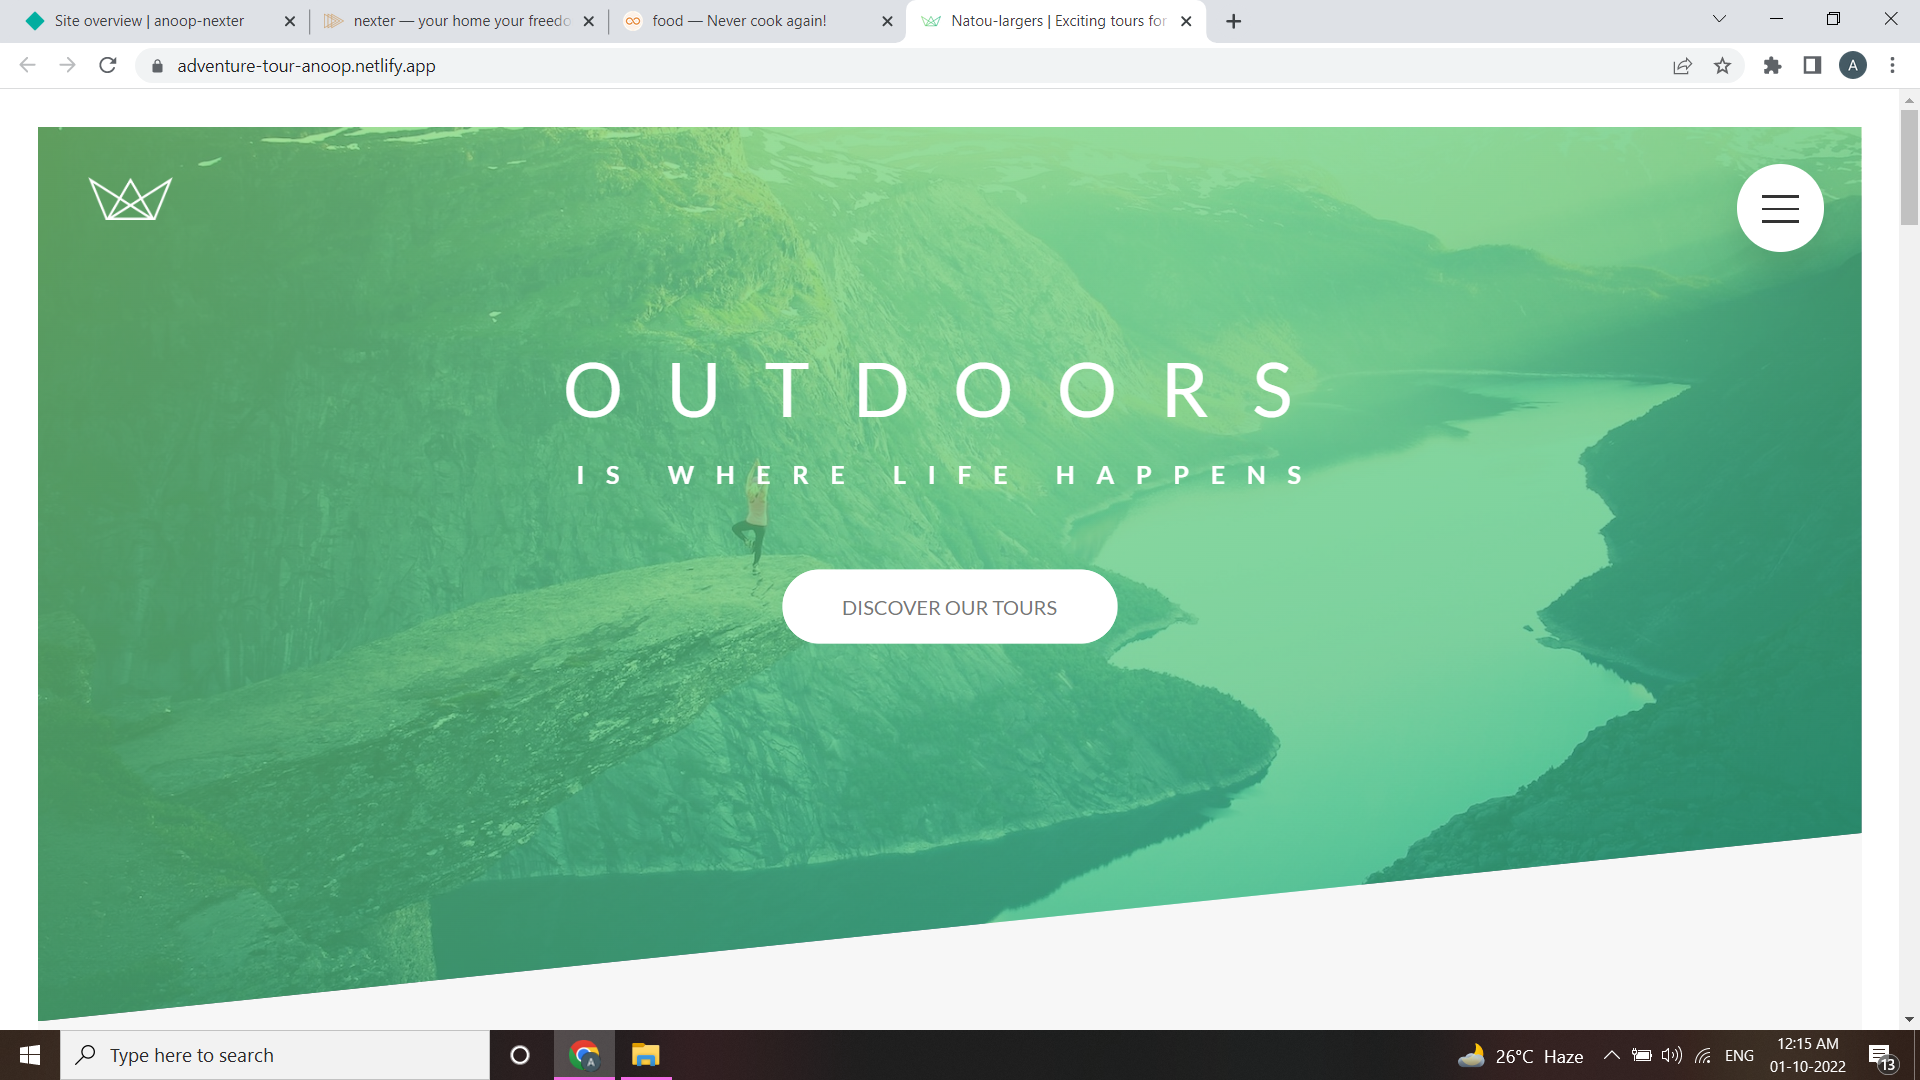 Site overview | anoop-nexter
nexter — your home your freedo
food — Never cook again!
Natou-largers | Exciting tours for
adventure-tour-anoop.netlify.app
A
OUTDOORS
IS WHERE LIFE HAPPENS
DISCOVER OUR TOURS
Type here to search
A
26°C Haze
ENG
12:15 AM
01-10-2022
13